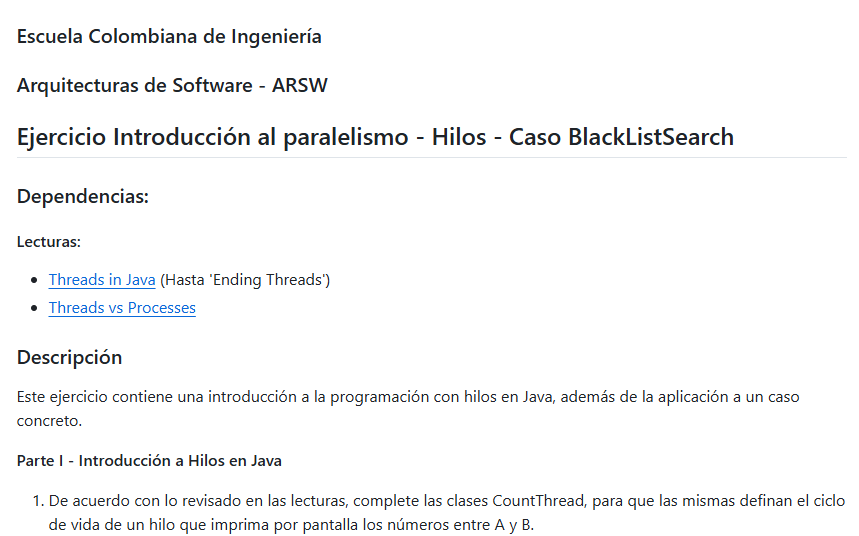 Escuela Colombiana de Ingeniería
Arquitecturas de Software - ARSW
Ejercicio Introducción al paralelismo - Hilos - Caso BlackListSearch
Dependencias:
Lecturas:
• Threads in Java (Hasta 'Ending Threads')
• Threads vs Processes
Descripción
Este ejercicio contiene una introducción a la programación con hilos en Java, además de la aplicación a un caso
concreto.
Parte I - Introducción a Hilos en Java
1. De acuerdo con lo revisado en las lecturas, complete las clases CountThread, para que las mismas definan el ciclo
de vida de un hilo que imprima por pantalla los números entre A y B.